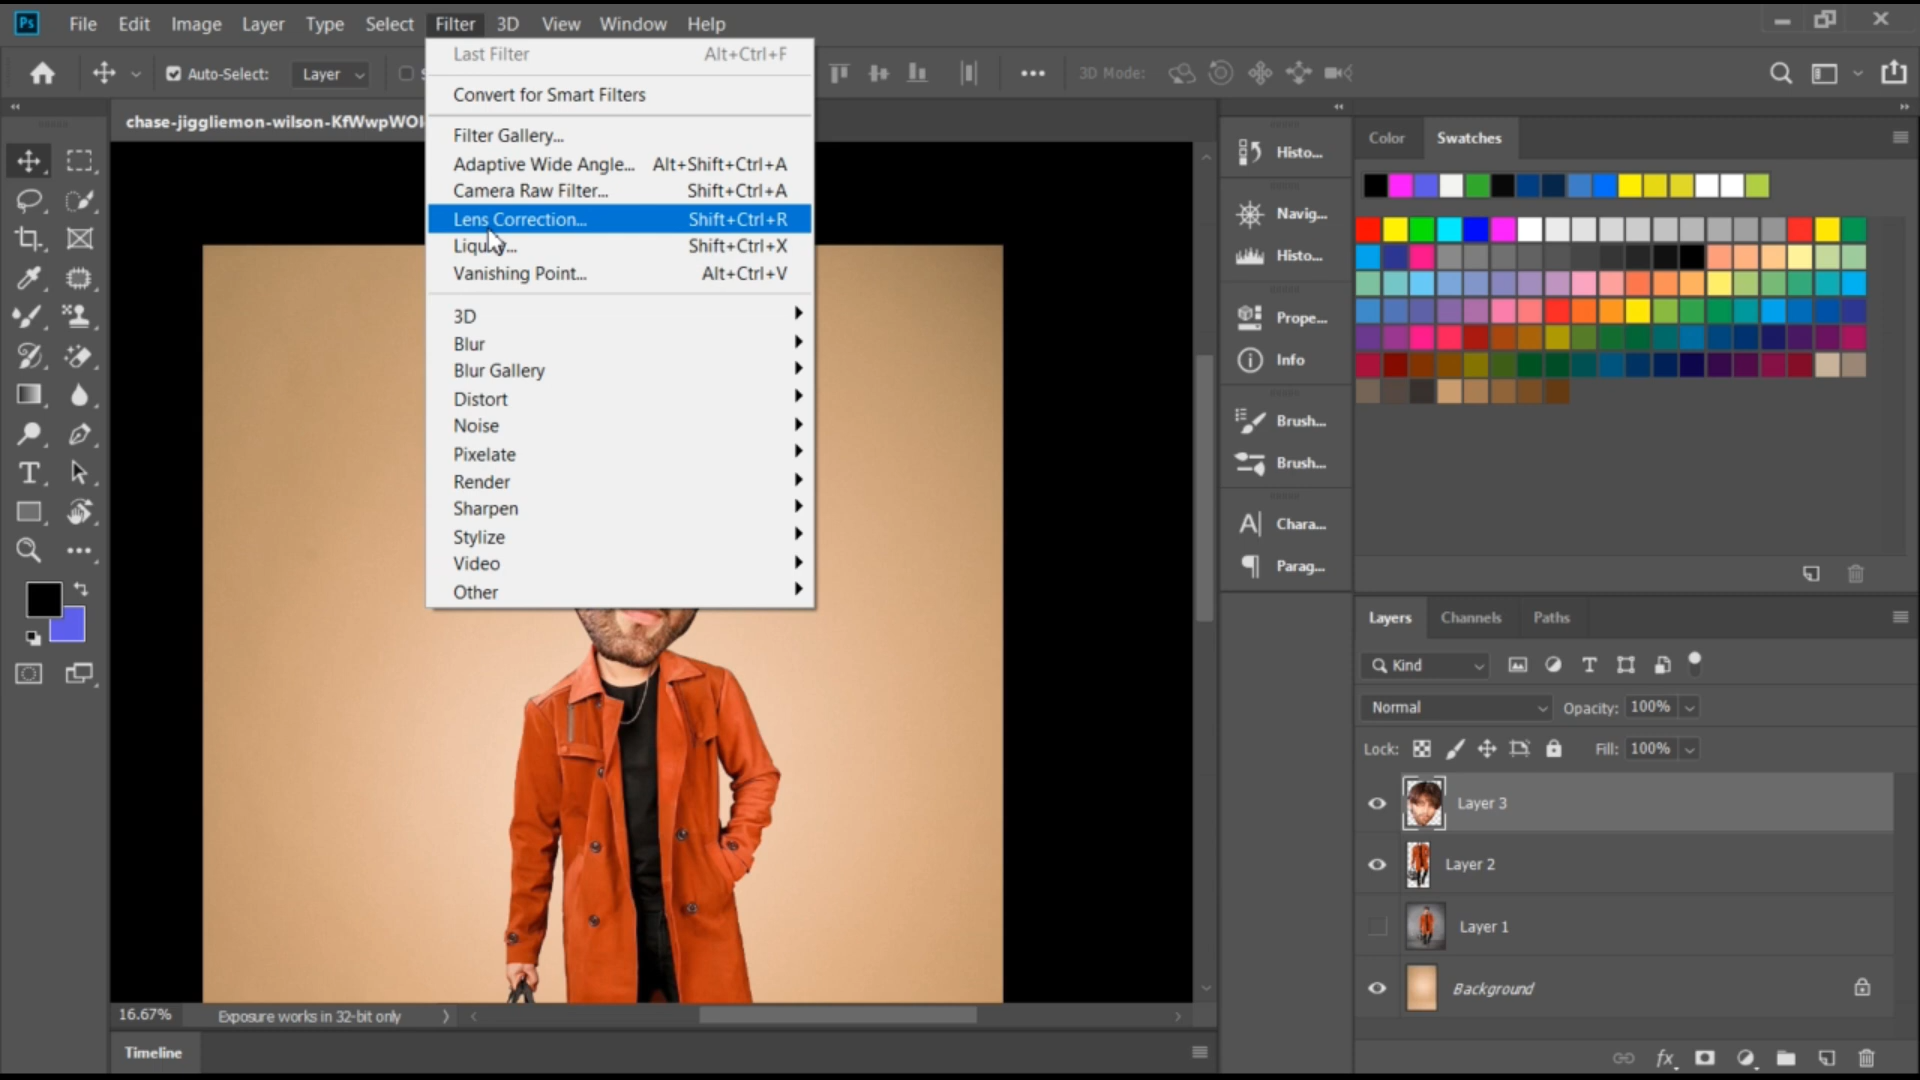 Ps File Edit Image Layer Type Select Filter 3D View Window Help
Auto-Select: Layer 3D Mode:
chase-jiggliemon-wilson-KfWwpWOl
Last Filter Alt+Ctrl+F
Convert for Smart Filters
Filter Gallery...
Adaptive Wide Angle... Alt+Shift+Ctrl+A
Camera Raw Filter... Shift+Ctrl+A
Lens Correction... Shift+Ctrl+R
Shift+Ctrl+X
Vanishing Point... Alt+Ctrl+V
3D
Blur
Blur Gallery
Distort
Noise
Pixelate
Render
Sharpen
Stylize
Video
Other
16.67% Exposure works in 32-bit only
Timeline
Histo...
Navig...
Histo...
Prope...
Info
Brush...
Brush...
Chara...
Parag...
Color Swatches
Layers Channels Paths
Kind
Normal Opacity: 100%
Lock: Fill: 100%
Layer 3
Layer 2
Layer 1
Background
fx